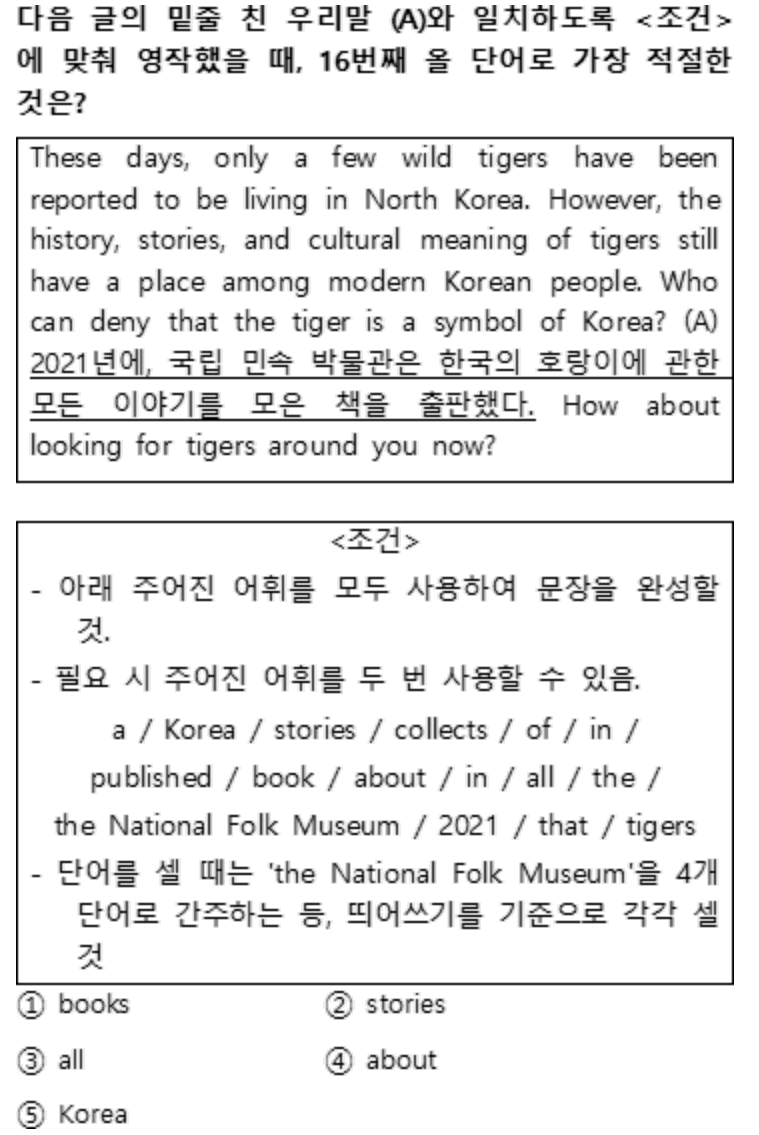 다음 글의 밑줄 친 우리말 (A)와 일치하도록 <조건>
에 맞춰 영작했을 때, 16번째 올 단어로 가장 적절한
것은?
These days, only a few wild tigers have been
reported to be living in North Korea. However, the
history, stories, and cultural meaning of tigers still
have a place among modern Korean people. Who
can deny that the tiger is a symbol of Korea? (A)
2021년에, 국립 민속 박물관은 한국의 호랑이에 관한
모든 이야기를 모은 책을 출판했다. How about
looking for tigers around you now?
<조건>
- 아래 주어진 어휘를 모두 사용하여 문장을 완성할
것.
- 필요 시 주어진 어휘를 두 번 사용할 수 있음.
a / Korea / stories / collects / of / in /
published / book / about / in / all / the /
the National Folk Museum / 2021 / that / tigers
- 단어를 셀 때는 'the National Folk Museum'을 4개
단어로 간주하는 등, 띄어쓰기를 기준으로 각각 셀
것
① books ② stories
③ all ④ about
⑤ Korea